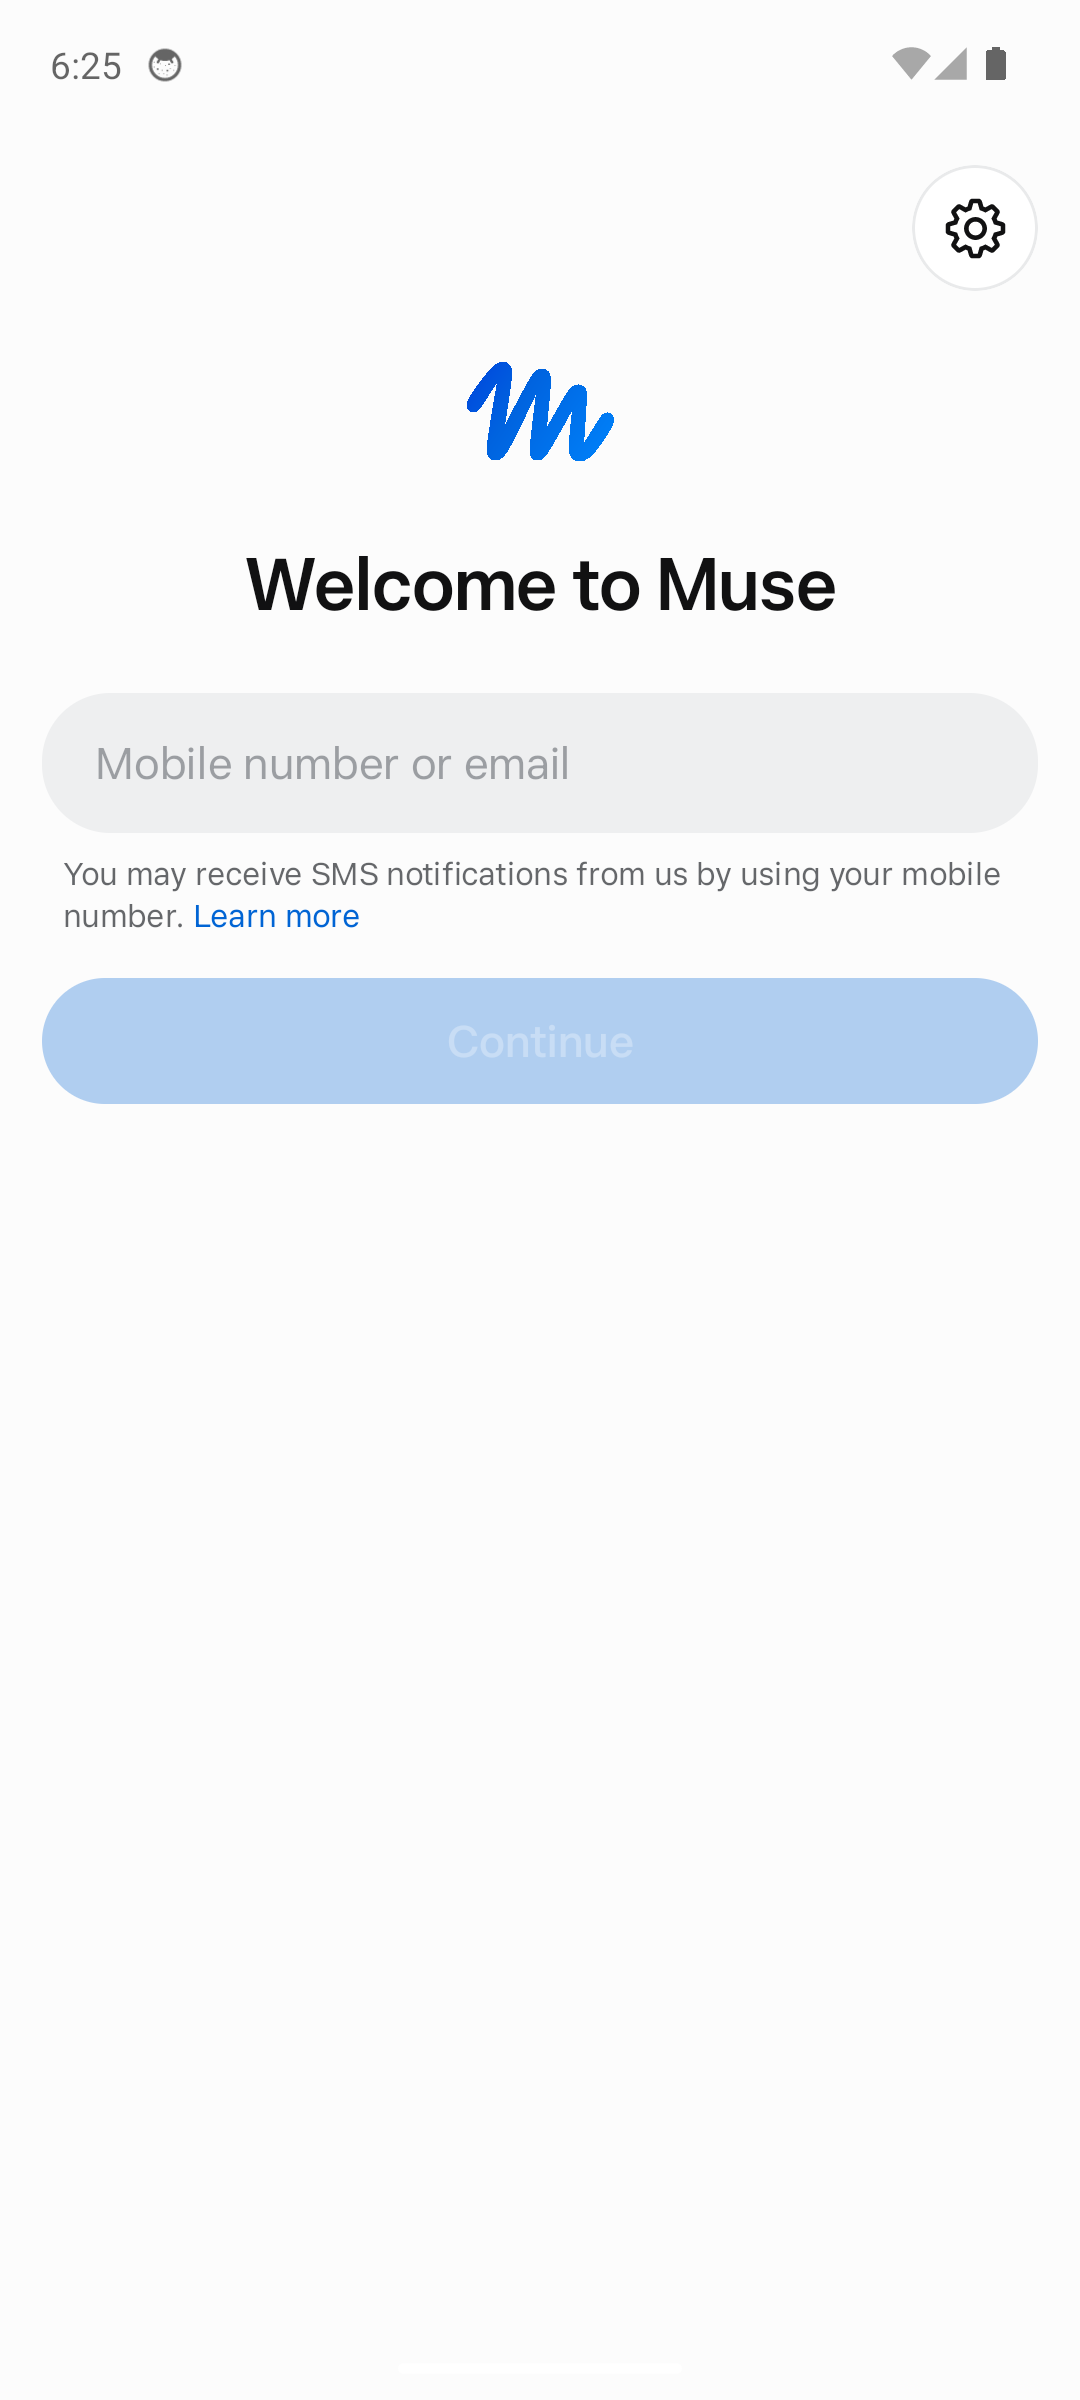 6:25
Welcome to Muse
Mobile number or email
You may receive SMS notifications from us by using your mobile
number. Learn more
Continue